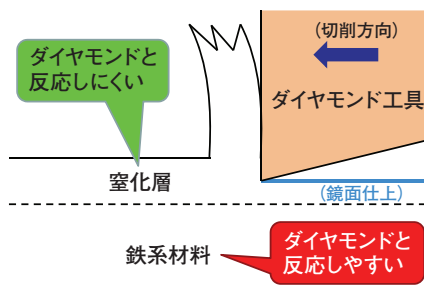 ダイヤモンドと
反応しにくい
(切削方向)
ダイヤモンド工具
窒化層
(鏡面仕上)
鉄系材料
ダイヤモンドと
反応しやすい